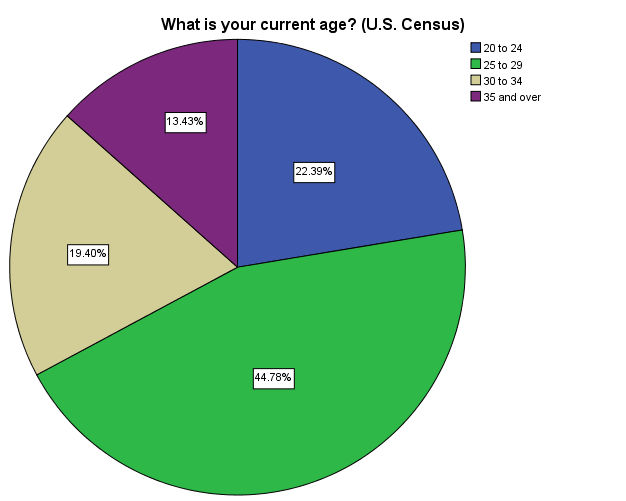 What is your current age? (U.S. Census)
20 to 24
25 to 29
30 to 34
35 and over
13.43%
22.39%
19.40%
44.78%